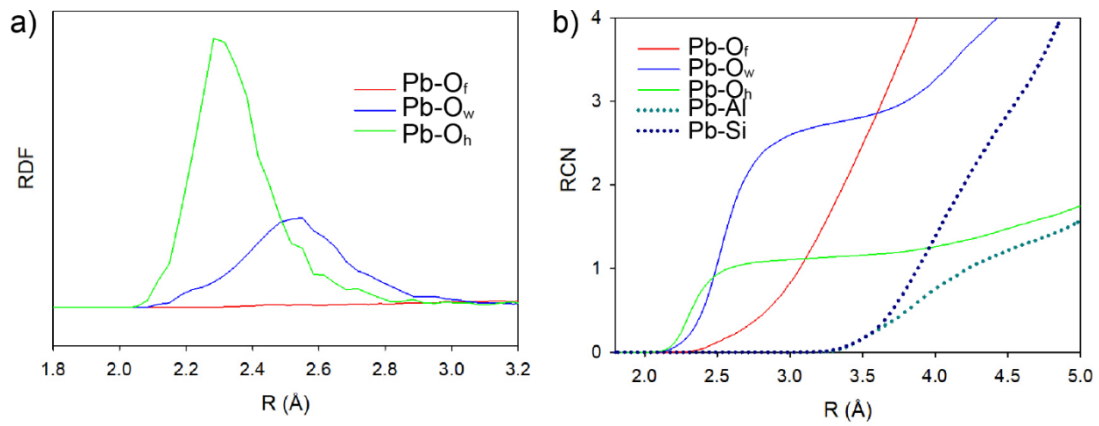 a)
RDF
Pb-Of
Pb-Ow
Pb-Oh
1.8 2.0 2.2 2.4 2.6 2.8 3.0 3.2
R (Å)
b)
RCN
4
3
2
1
0
Pb-Of
Pb-Ow
Pb-Oh
Pb-Al
Pb-Si
2.0 2.5 3.0 3.5 4.0 4.5 5.0
R (Å)